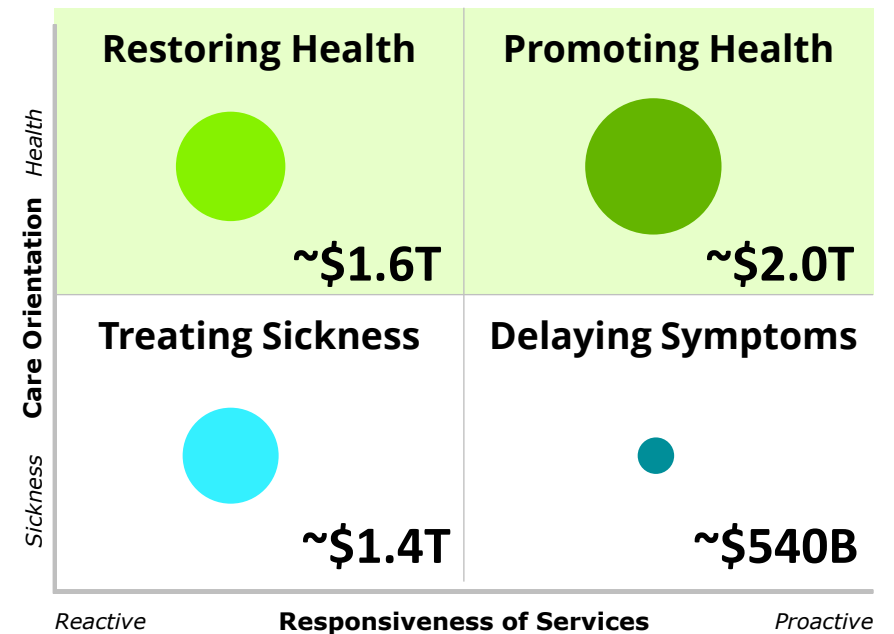 Restoring Health
Promoting Health
~$1.6T
~$2.0T
Treating Sickness
Delaying Symptoms
~$1.4T
~$540B
Health
Care Orientation
Sickness
Reactive
Responsiveness of Services
Proactive